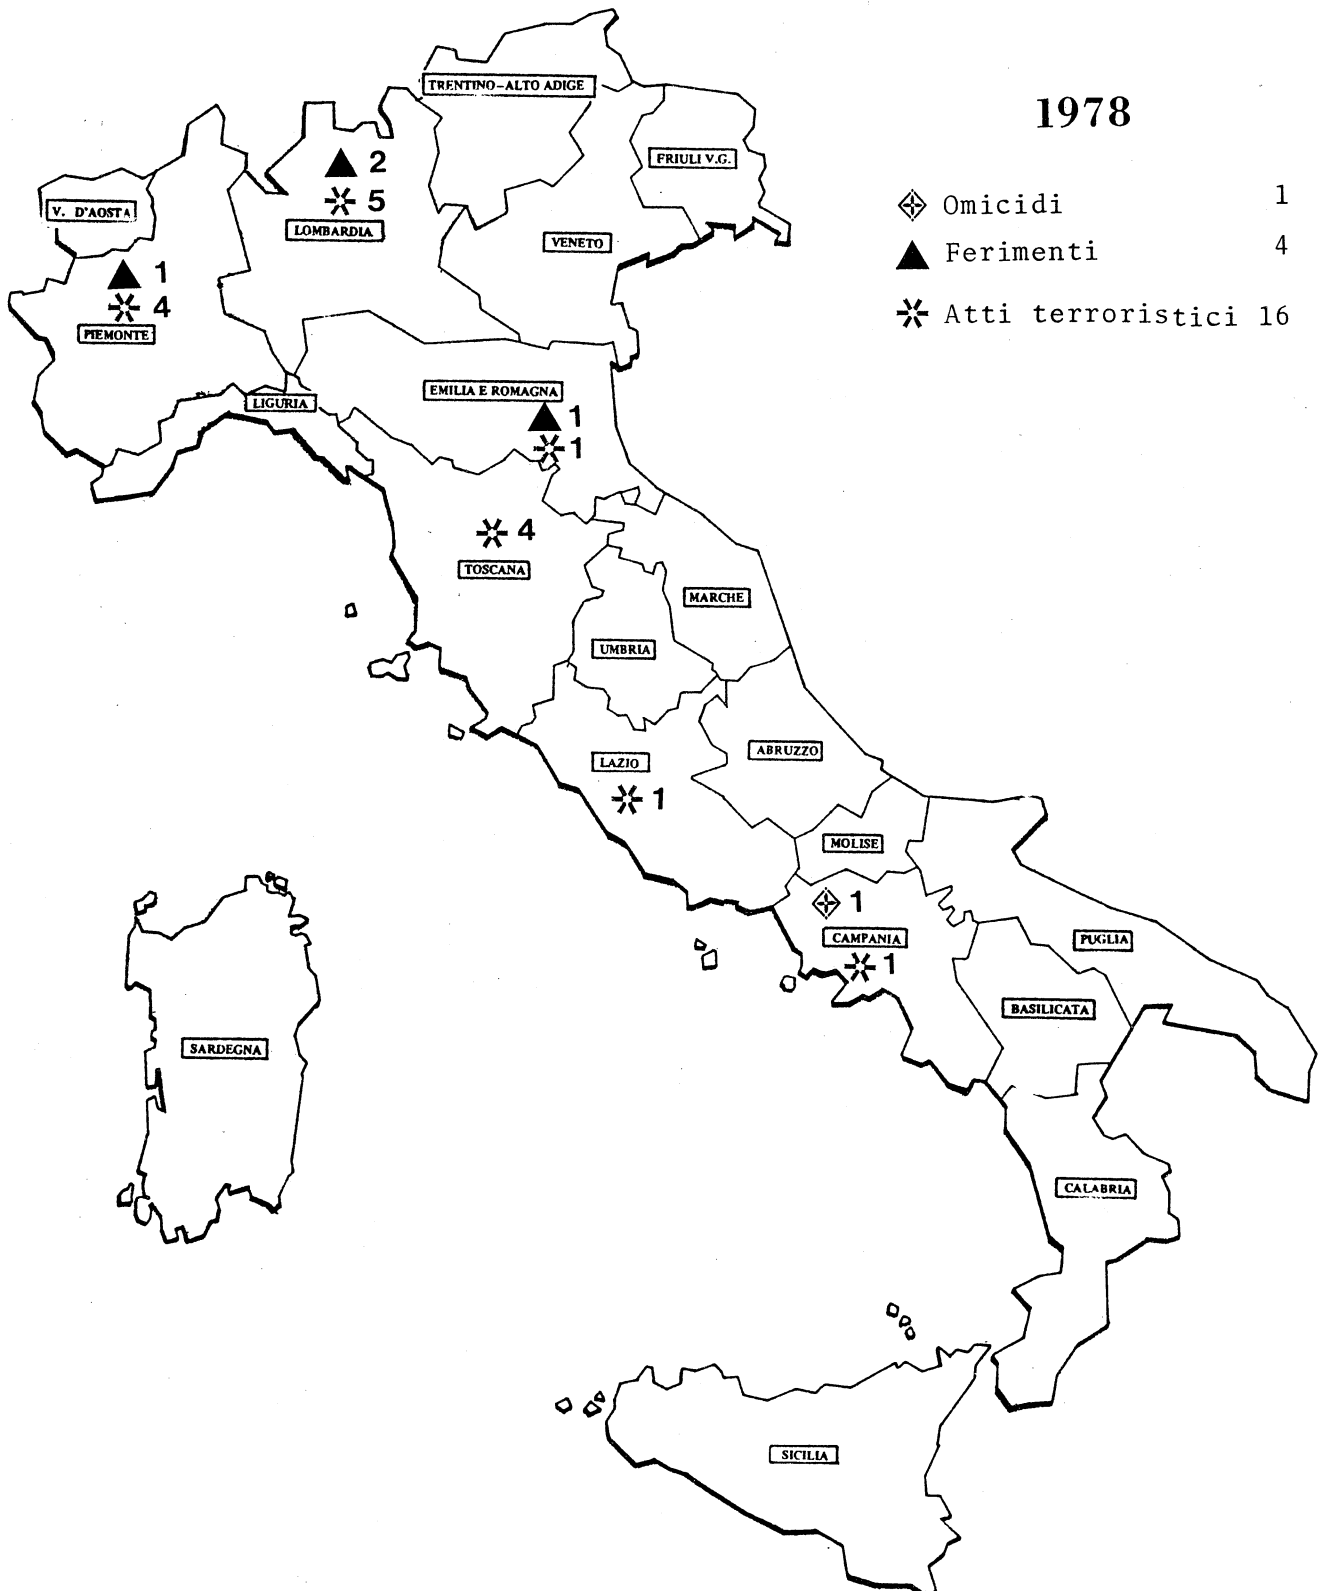 1978
Omicidi 1
Ferimenti 4
Atti terroristici 16
TRENTINO-ALTO ADIGE
FRIULI V.G.
V. D'AOSTA
2
5
LOMBARDIA
VENETO
1
4
PIEMONTE
EMILIA E ROMAGNA
1
1
LIGURIA
4
TOSCANA
MARCHE
UMBRIA
ABRUZZO
LAZIO
1
MOLISE
1
CAMPANIA
1
PUGLIA
BASILICATA
SARDEGNA
CALABRIA
SICILIA